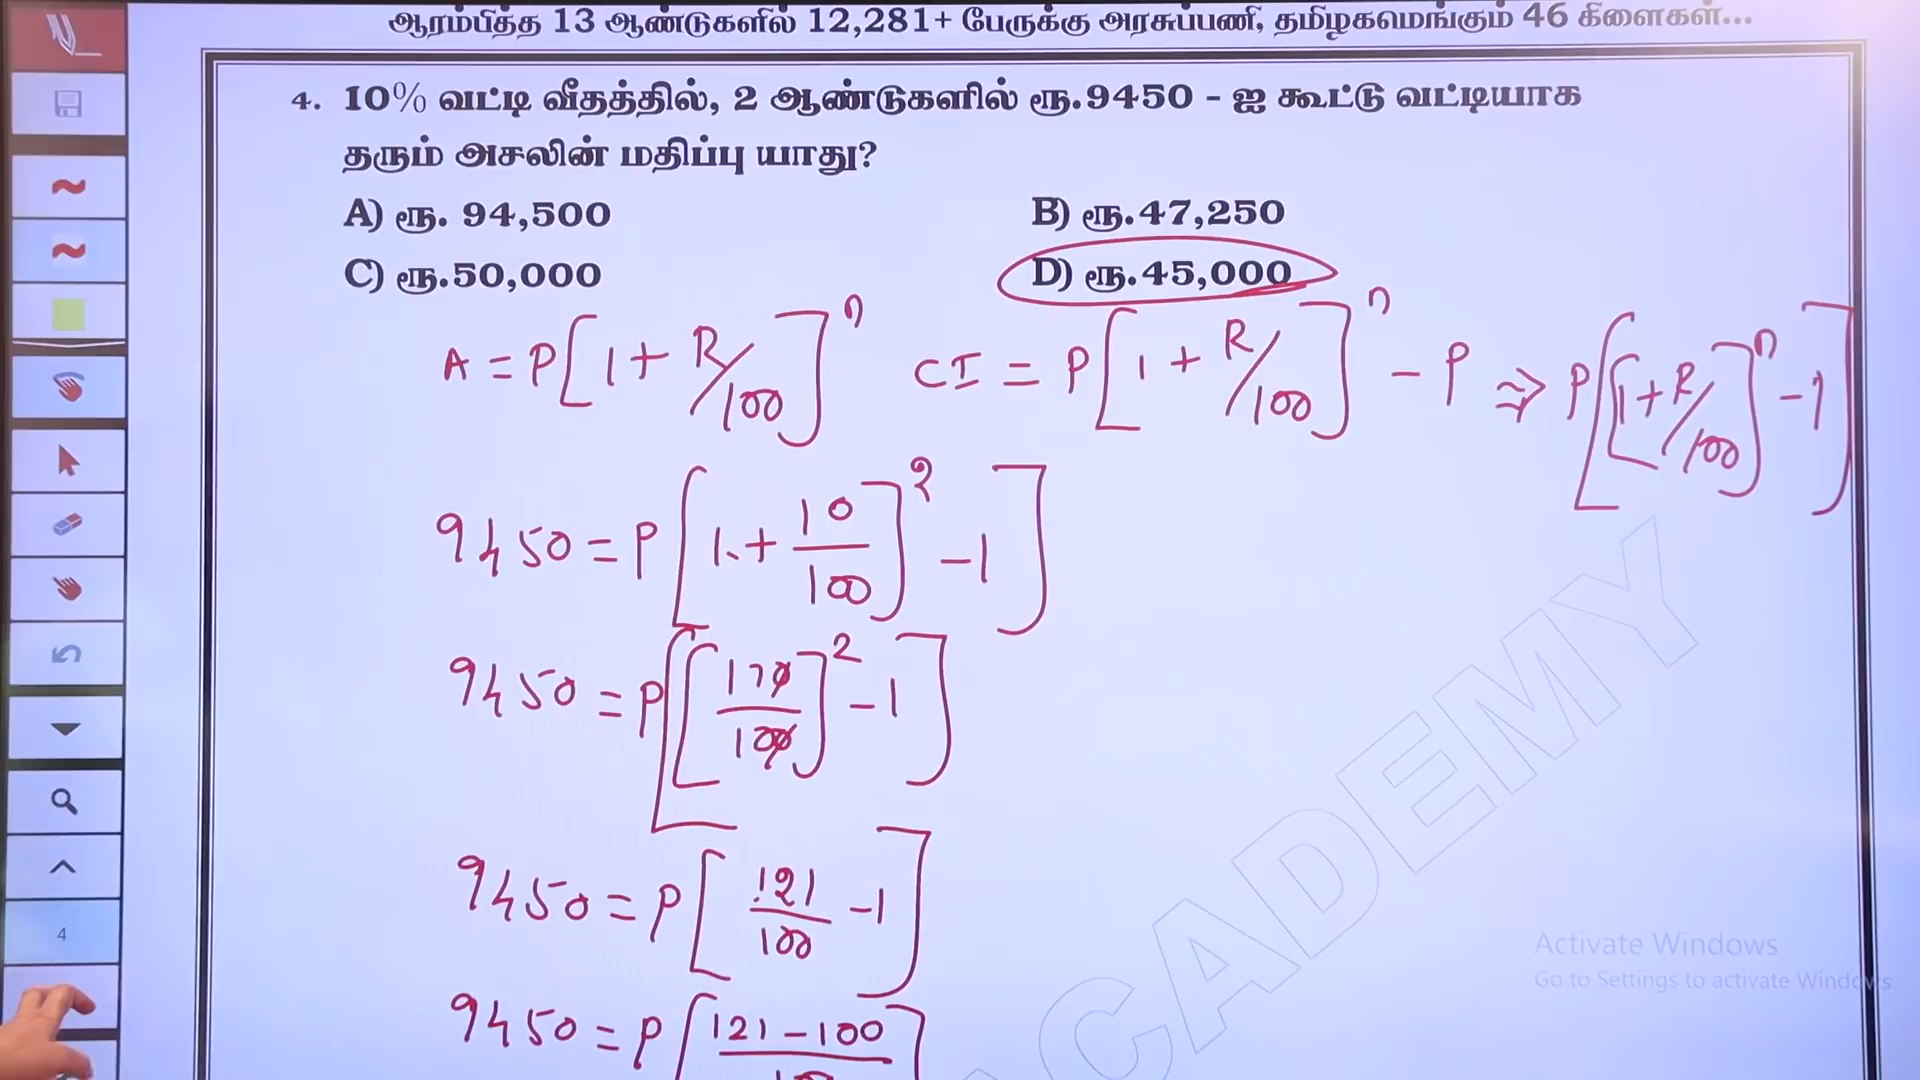 ஆரம்பித்த 13 ஆண்டுகளில் 12,281+ பேருக்கு அரசுப்பணி, தமிழகமெங்கும் 46 கிளைகள்...
4. 10% வட்டி வீதத்தில், 2 ஆண்டுகளில் ரூ.9450 - ஐ கூட்டு வட்டியாக
தரும் அசலின் மதிப்பு யாது?
A) ரூ. 94,500 B) ரூ.47,250
C) ரூ.50,000 D) ரூ.45,000
A = P[1 + R/100]^n CI = P[1 + R/100]^n - P ⇒ P[[1 + R/100]^n - 1]
9450 = P[1 + 10/100]^2 - 1]
9450 = P[[110/100]^2 - 1]
9450 = P[121/100 - 1]
9450 = P[121 - 100
4
ACADEMY
Activate Windows
Go to Settings to activate Windows.